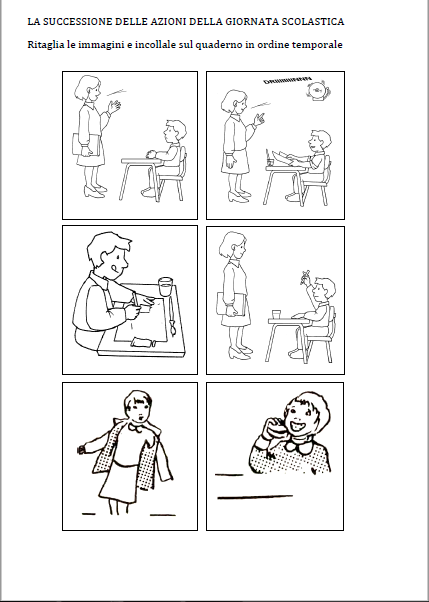 LA SUCCESSIONE DELLE AZIONI DELLA GIORNATA SCOLASTICA
Ritaglia le immagini e incollale sul quaderno in ordine temporale